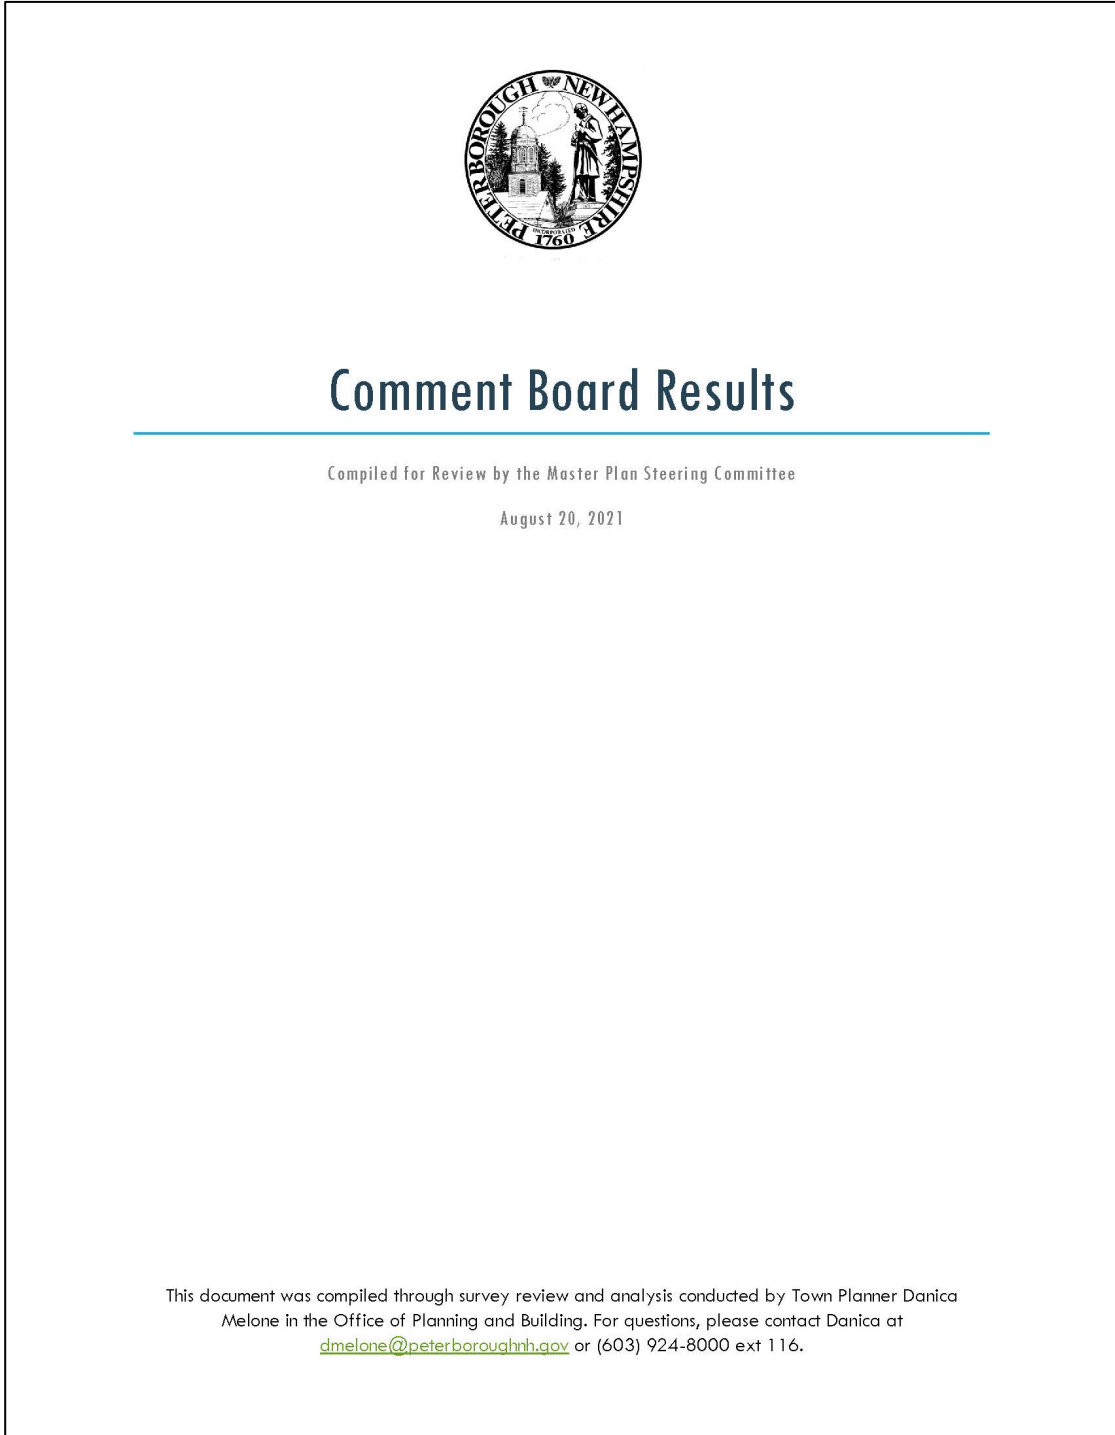 PETERBOROUGH NEW HAMPSHIRE
INCORPORATED
1760
Comment Board Results
Compiled for Review by the Master Plan Steering Committee
August 20, 2021
This document was compiled through survey review and analysis conducted by Town Planner Danica
Melone in the Office of Planning and Building. For questions, please contact Danica at
dmelone@peterboroughnh.gov or (603) 924-8000 ext 116.